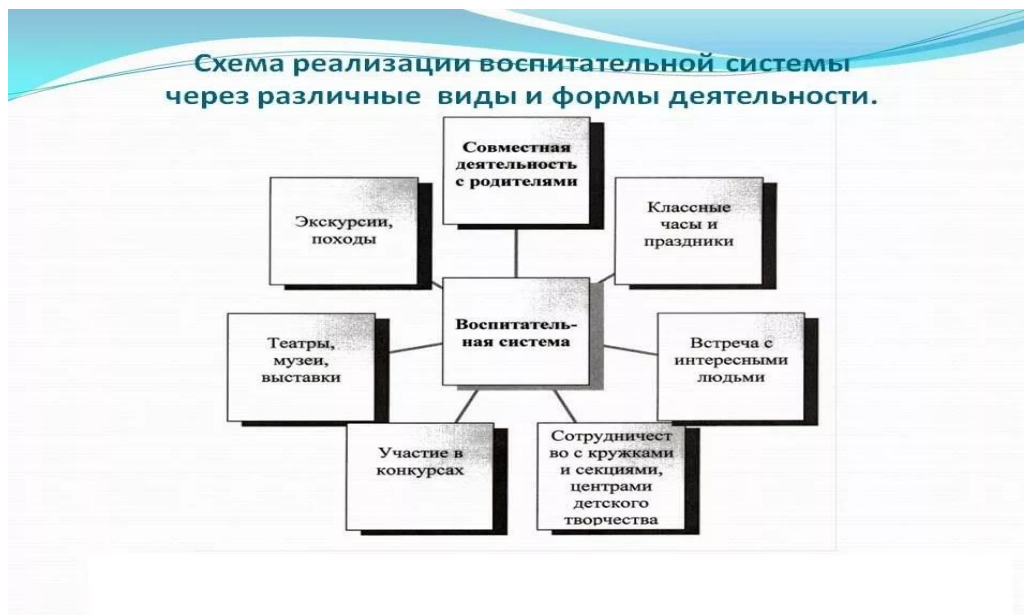 Схема реализации воспитательной системы
через различные виды и формы деятельности.
Совместная
деятельность
с родителями
Экскурсии,
походы
Классные
часы и
праздники
Воспитатель-
ная система
Театры,
музеи,
выставки
Встреча с
интересными
людьми
Участие в
конкурсах
Сотрудничест
во с кружками
и секциями,
центрами
детского
творчества